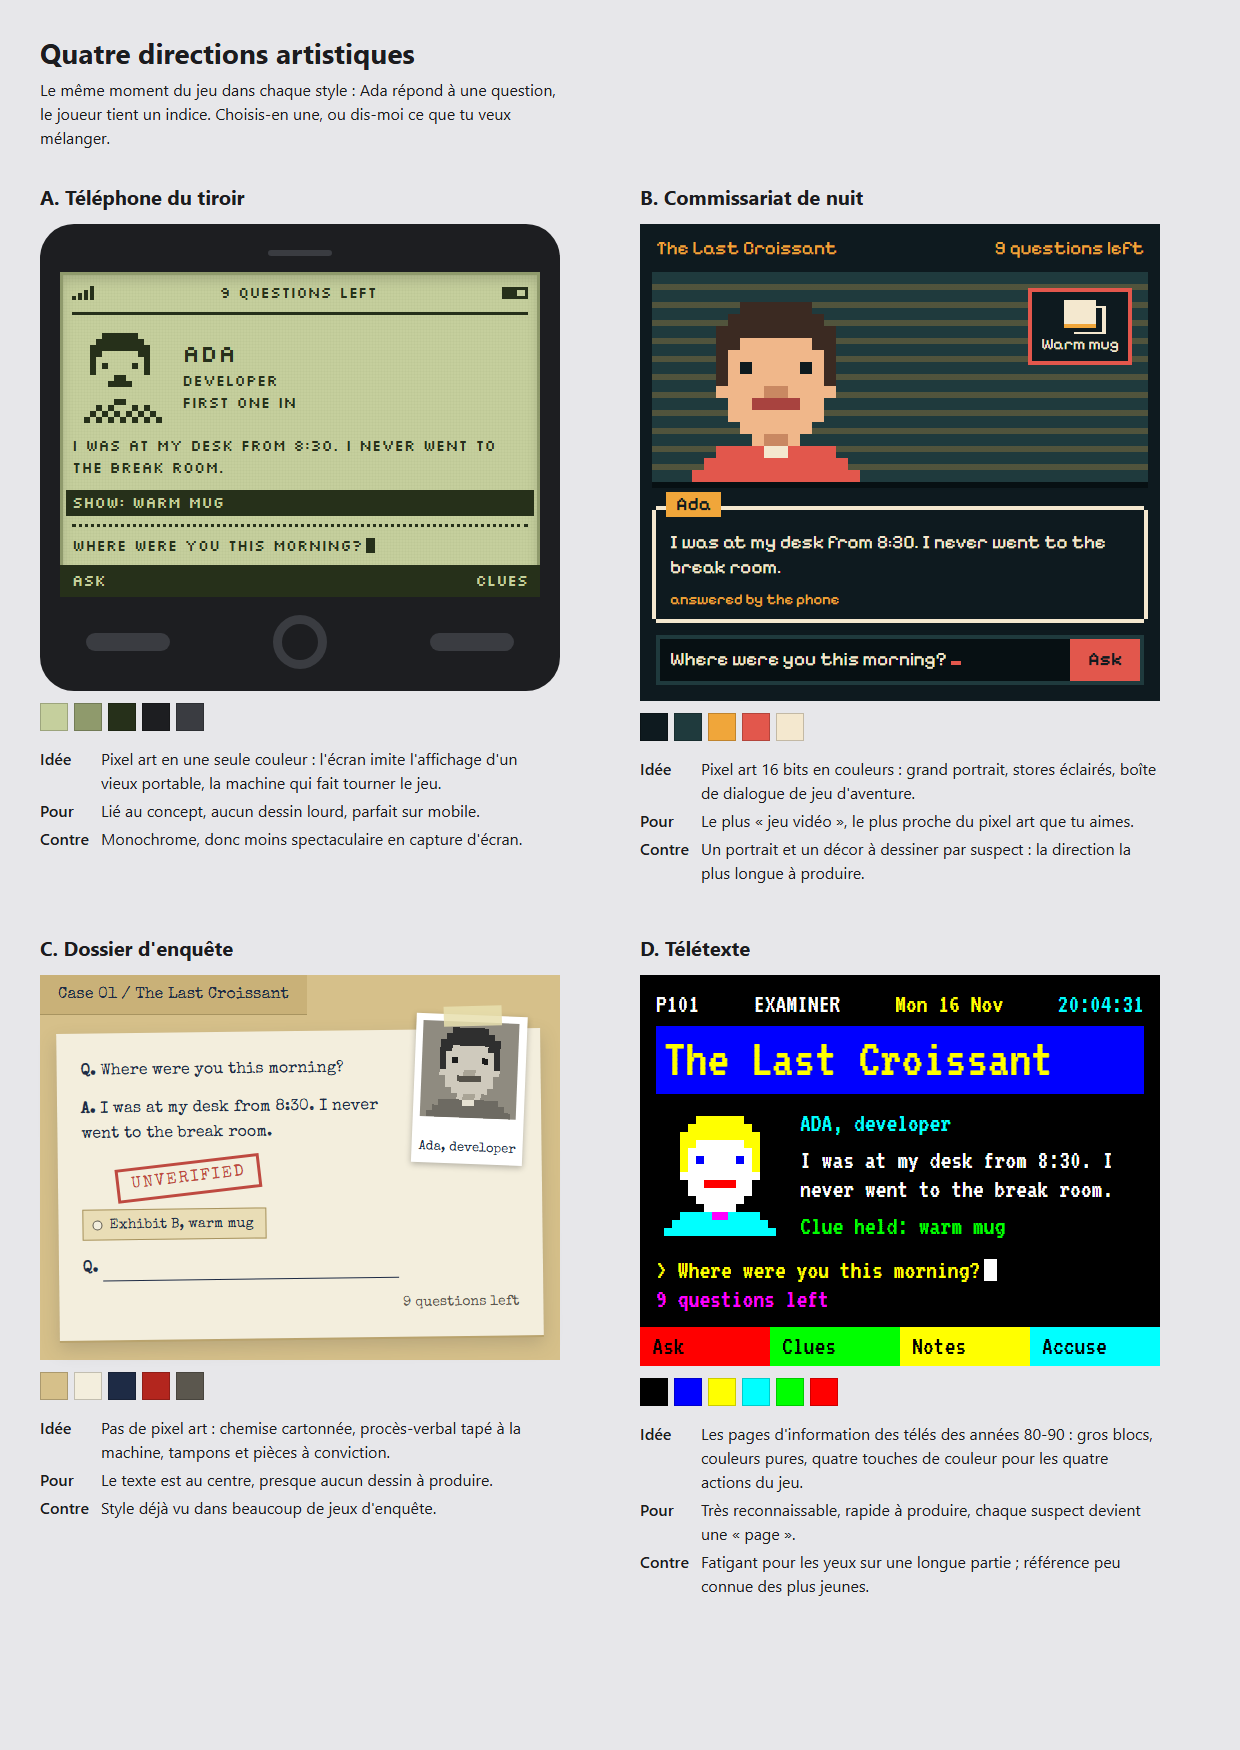 Quatre directions artistiques
Le même moment du jeu dans chaque style : Ada répond à une question,
le joueur tient un indice. Choisis-en une, ou dis-moi ce que tu veux
mélanger.
A. Téléphone du tiroir
9 QUESTIONS LEFT
ADA
DEVELOPER
FIRST ONE IN
I WAS AT MY DESK FROM 8:30. I NEVER WENT TO
THE BREAK ROOM.
SHOW: WARM MUG
WHERE WERE YOU THIS MORNING?
ASK CLUES
Idée Pixel art en une seule couleur : l'écran imite l'affichage d'un
vieux portable, la machine qui fait tourner le jeu.
Pour Lié au concept, aucun dessin lourd, parfait sur mobile.
Contre Monochrome, donc moins spectaculaire en capture d'écran.
B. Commissariat de nuit
The Last Croissant 9 questions left
Warm mug
Ada
I was at my desk from 8:30. I never went to the
break room.
answered by the phone
Where were you this morning? Ask
Idée Pixel art 16 bits en couleurs : grand portrait, stores éclairés, boîte
de dialogue de jeu d'aventure.
Pour Le plus « jeu vidéo », le plus proche du pixel art que tu aimes.
Contre Un portrait et un décor à dessiner par suspect : la direction la
plus longue à produire.
C. Dossier d'enquête
Case 01 / The Last Croissant
Q. Where were you this morning?
A. I was at my desk from 8:30. I never
went to the break room.
Ada, developer
UNVERIFIED
Exhibit B, warm mug
Q.
9 questions left
Idée Pas de pixel art : chemise cartonnée, procès-verbal tapé à la
machine, tampons et pièces à conviction.
Pour Le texte est au centre, presque aucun dessin à produire.
Contre Style déjà vu dans beaucoup de jeux d'enquête.
D. Télétexte
P101 EXAMINER Mon 16 Nov 20:04:31
The Last Croissant
ADA, developer
I was at my desk from 8:30. I
never went to the break room.
Clue held: warm mug
> Where were you this morning?
9 questions left
Ask Clues Notes Accuse
Idée Les pages d'information des télés des années 80-90 : gros blocs,
couleurs pures, quatre touches de couleur pour les quatre
actions du jeu.
Pour Très reconnaissable, rapide à produire, chaque suspect devient
une « page ».
Contre Fatigant pour les yeux sur une longue partie ; référence peu
connue des plus jeunes.